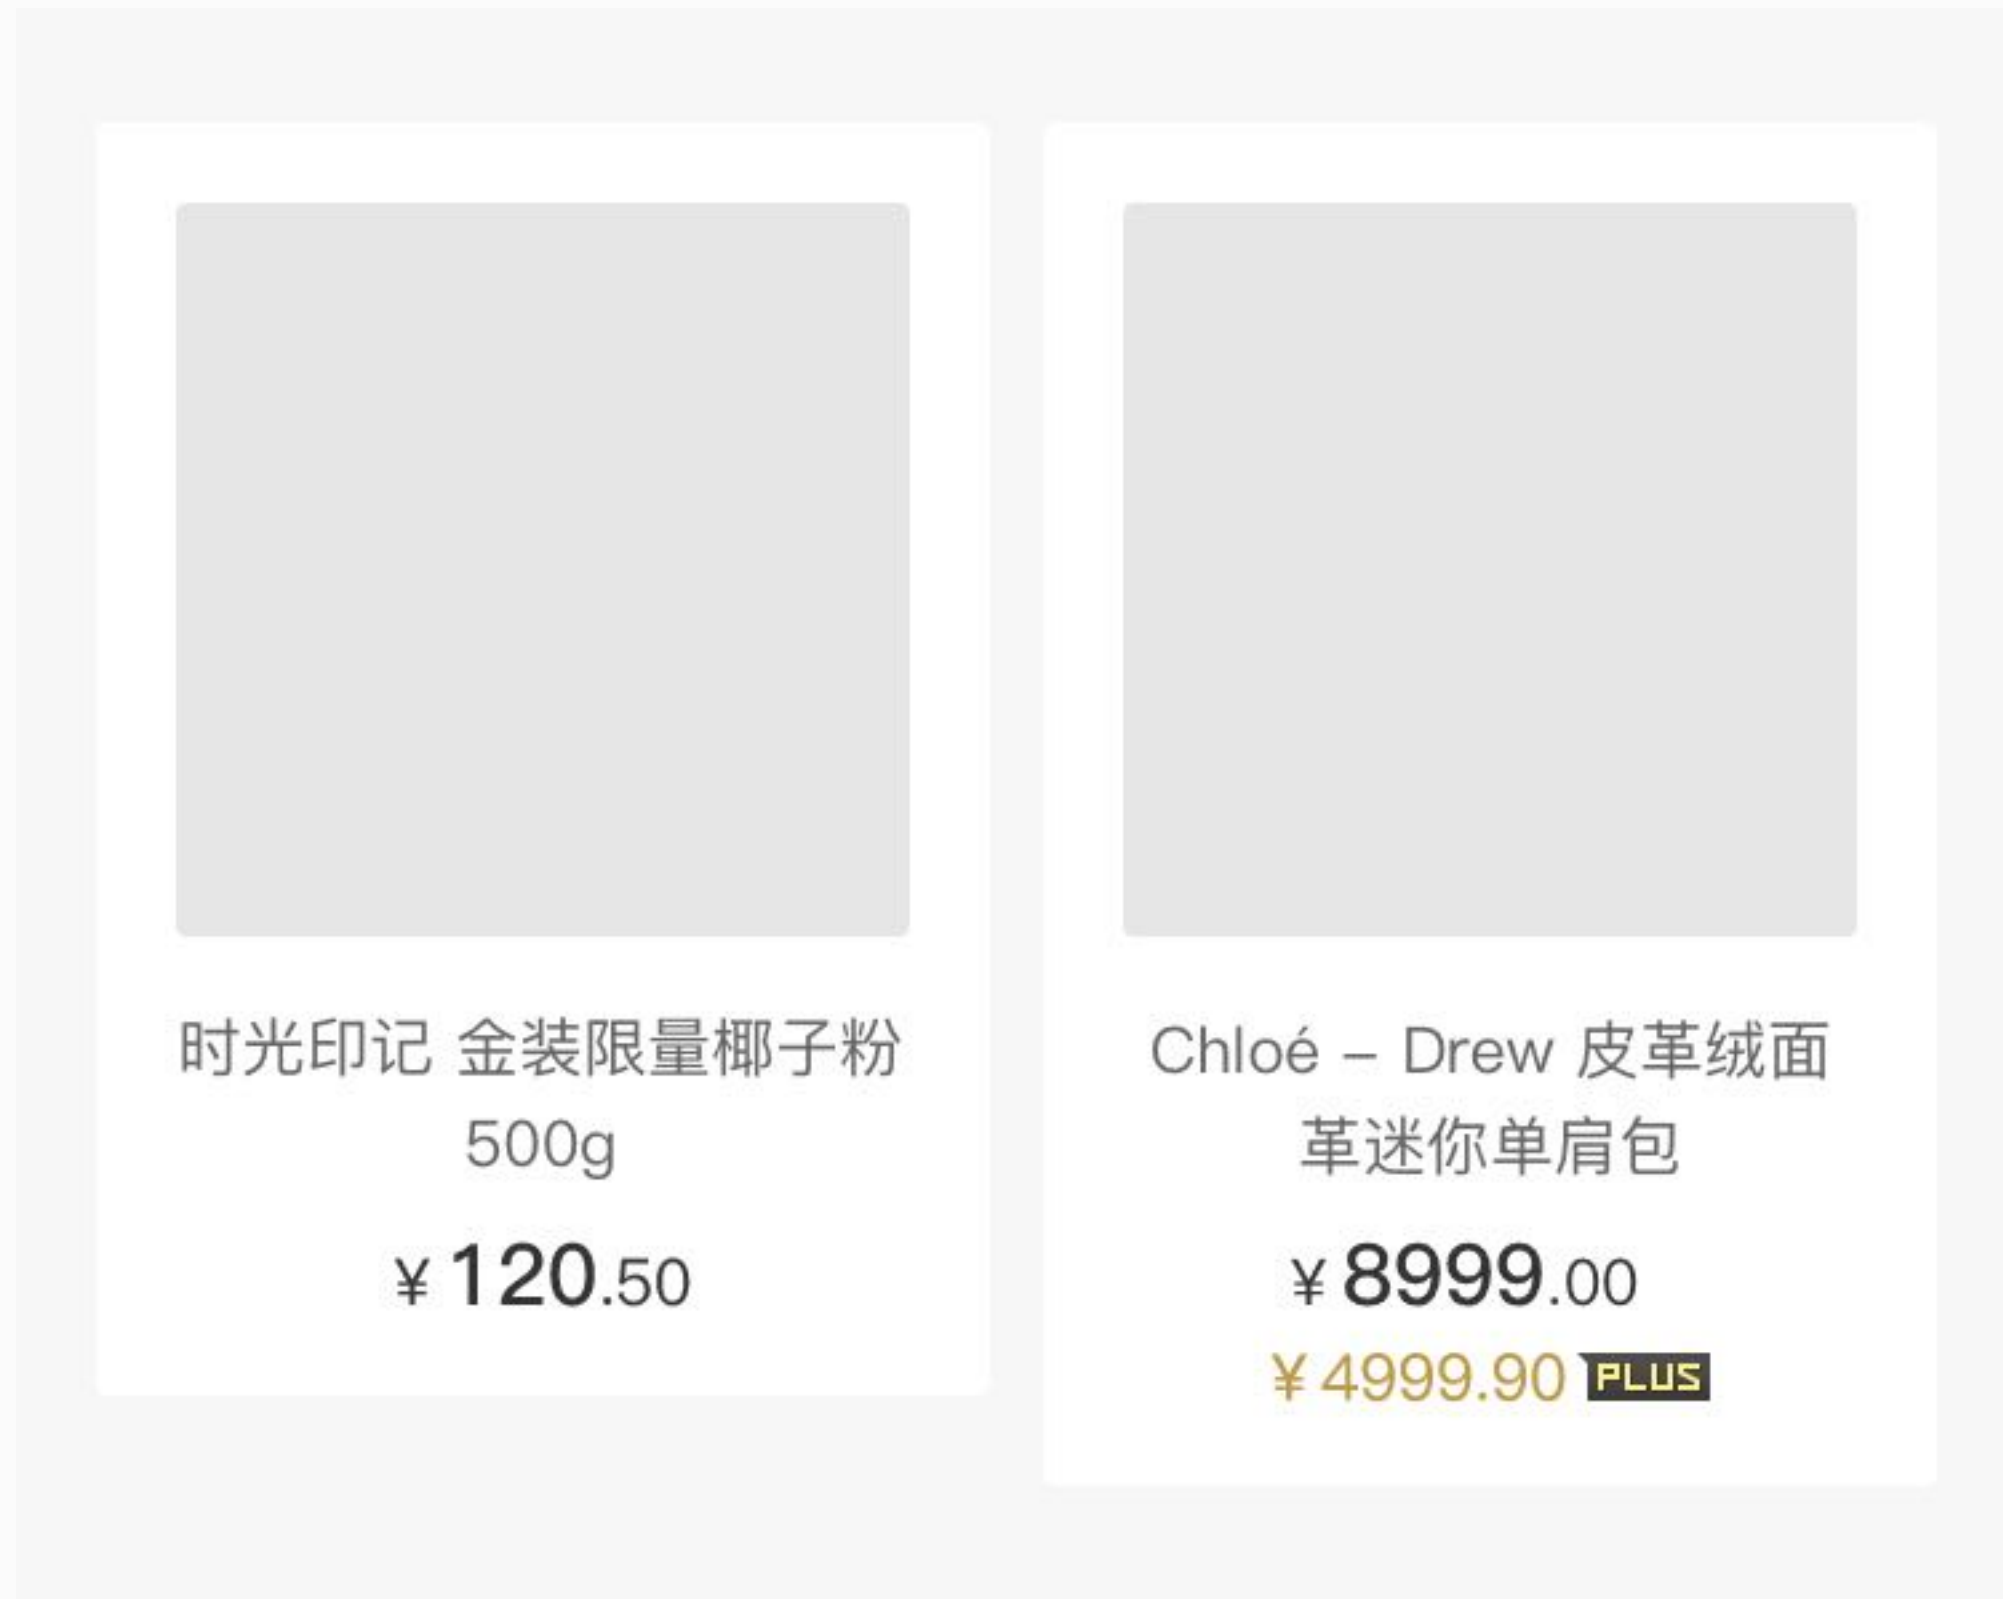 时光印记 金装限量椰子粉
500g
¥120.50
Chloé – Drew 皮革绒面
革迷你单肩包
¥8999.00
¥4999.90 PLUS